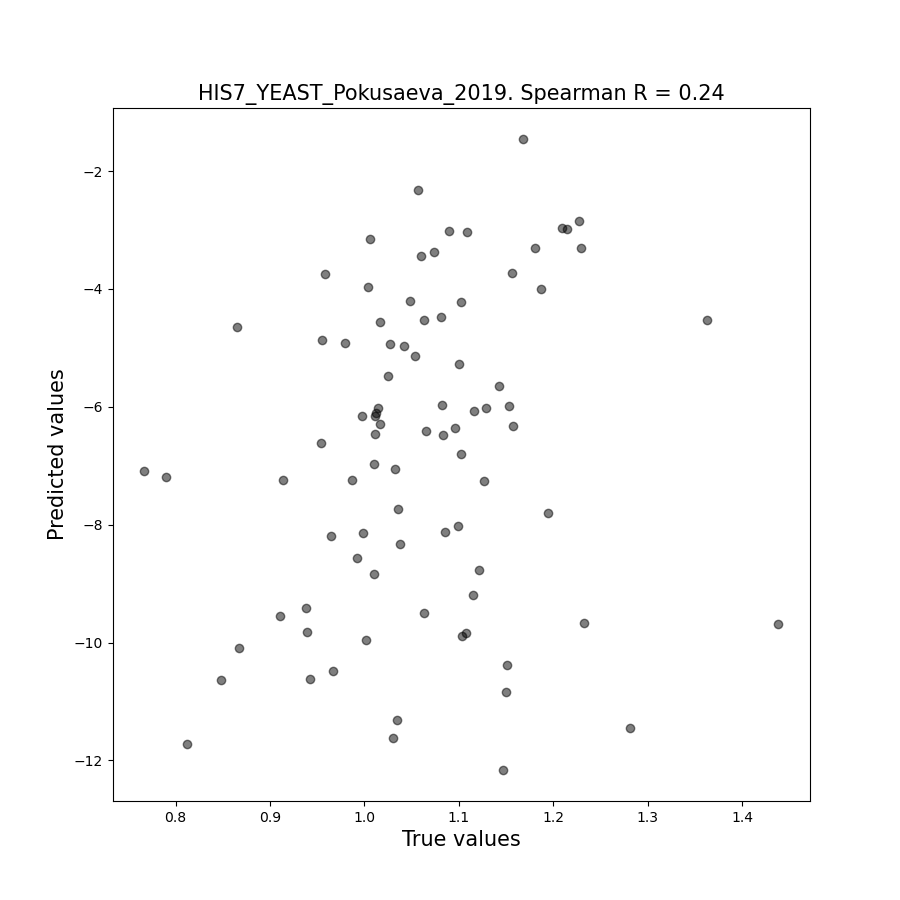 HIS7_YEAST_Pokusaeva_2019. Spearman R = 0.24
−2
−4
−6
−8
−10
−12
Predicted values
0.8 0.9 1.0 1.1 1.2 1.3 1.4
True values